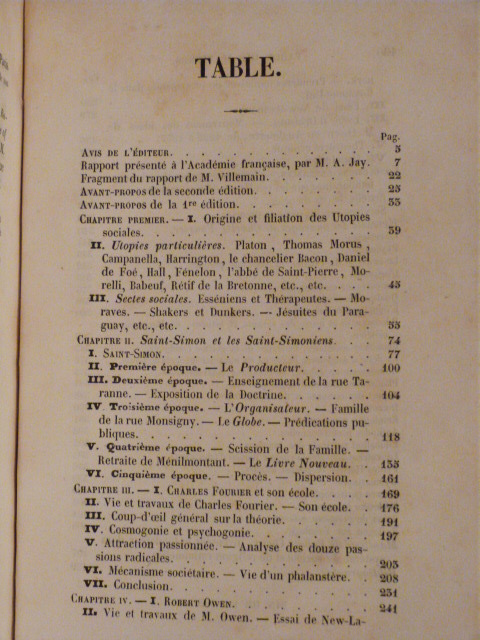 TABLE.
Pag.
AVIS DE L'ÉDITEUR. . . . . . . . . . . . . . . 5
Rapport présenté à l'Académie française, par M. A. Jay. 7
Fragment du rapport de M. Villemain. . . . . . . . . 22
AVANT-PROPOS de la seconde édition. . . . . . . . . 25
AVANT-PROPOS de la 1re édition. . . . . . . . . . . 33
CHAPITRE PREMIER. — I. Origine et filiation des Utopies
sociales. . . . . . . . . . . . . . . . . 39
II. Utopies particulières. Platon, Thomas Morus,
Campanella, Harrington, le chancelier Bacon, Daniel
de Foé, Hall, Fénelon, l'abbé de Saint-Pierre, Mo-
relli, Babeuf, Rétif de la Bretonne, etc., etc. . . . . 43
III. Sectes sociales. Esséniens et Thérapeutes. — Mo-
raves. — Shakers et Dunkers. — Jésuites du Para-
guay, etc., etc. . . . . . . . . . . . . . . 55
CHAPITRE II. Saint-Simon et les Saint-Simoniens. . . 74
I. SAINT-SIMON. . . . . . . . . . . . . . . 77
II. Première époque. — Le Producteur. . . . . . 100
III. Deuxième époque. — Enseignement de la rue Ta-
ranne. — Exposition de la Doctrine. . . . . . . 104
IV. Troisième époque. — L'Organisateur. — Famille
de la rue Monsigny. — Le Globe. — Prédications pu-
bliques. . . . . . . . . . . . . . . . . 118
V. Quatrième époque. — Scission de la Famille. —
Retraite de Ménilmontant. — Le Livre Nouveau. . . 135
VI. Cinquième époque. — Procès. — Dispersion. . . 161
CHAPITRE III. — I. CHARLES FOURIER et son école. . . . 169
II. Vie et travaux de Charles Fourier. — Son école. . . 176
III. Coup-d'œil général sur la théorie. . . . . . . 191
IV. Cosmogonie et psychogonie. . . . . . . . . 197
V. Attraction passionnée. — Analyse des douze pas-
sions radicales. . . . . . . . . . . . . . 203
VI. Mécanisme sociétaire. — Vie d'un phalanstère. . . 208
VII. Conclusion. . . . . . . . . . . . . . . 231
CHAPITRE IV. — I. ROBERT OWEN. . . . . . . . . 241
II. Vie et travaux de M. Owen. — Essai de New-La-